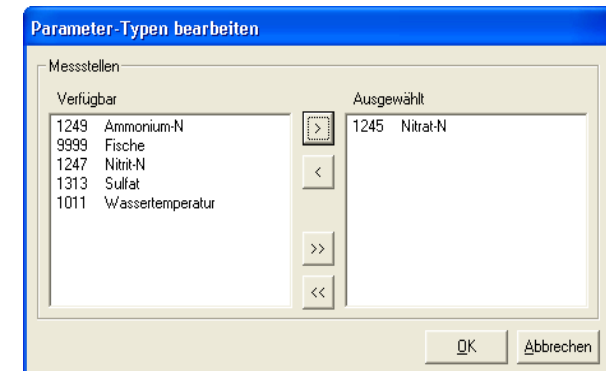 Parameter-Typen bearbeiten
Messstellen
Verfügbar
Ausgewählt
1249 Ammonium-N
9999 Fische
1247 Nitrit-N
1313 Sulfat
1011 Wassertemperatur
>
<
>>
<<
1245 Nitrat-N
OK
Abbrechen